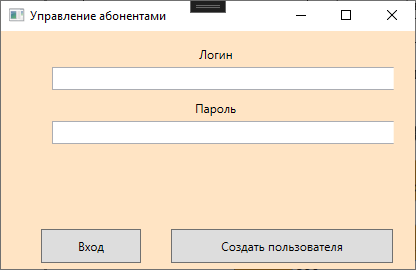 Управление абонентами
Логин
Пароль
Вход
Создать пользователя